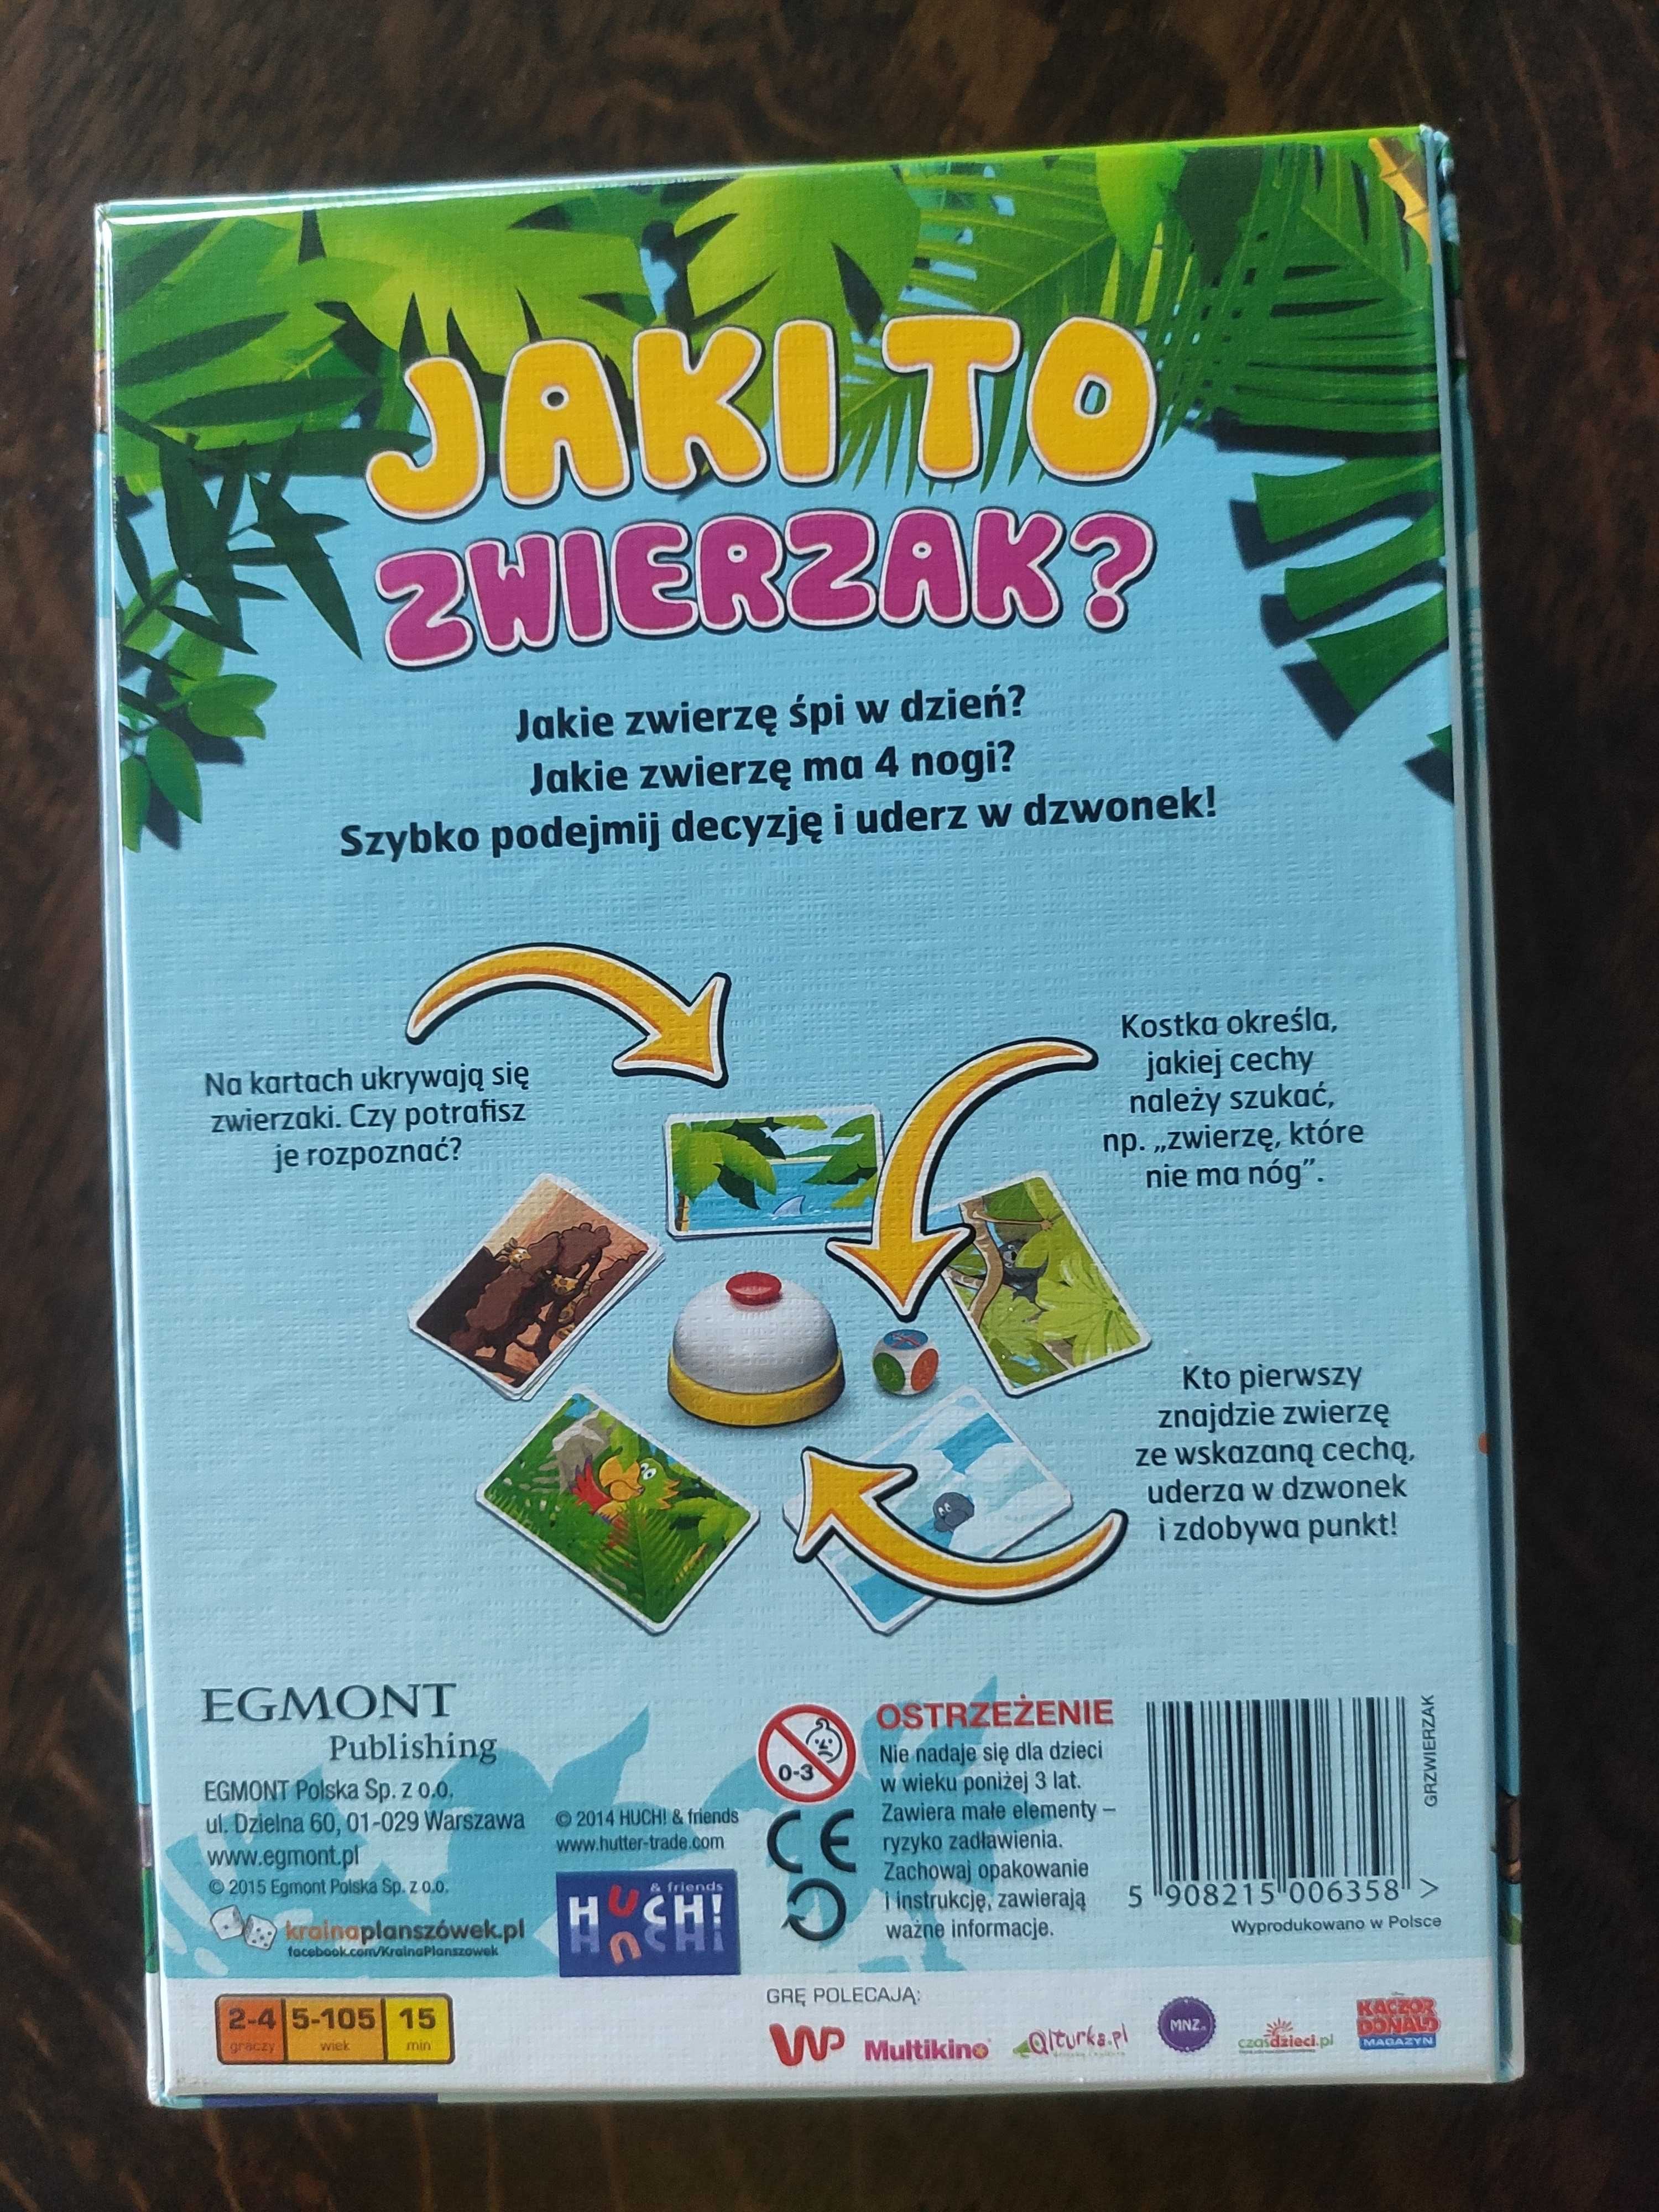 JAKI TO
ZWIERZAK?
Jakie zwierzę śpi w dzień?
Jakie zwierzę ma 4 nogi?
Szybko podejmij decyzję i uderz w dzwonek!
Na kartach ukrywają się
zwierzaki. Czy potrafisz
je rozpoznać?
Kostka określa,
jakiej cechy
należy szukać,
np. „zwierzę, które
nie ma nóg”.
Kto pierwszy
znajdzie zwierzę
ze wskazaną cechą,
uderza w dzwonek
i zdobywa punkt!
EGMONT
Publishing
EGMONT Polska Sp. z o.o.
ul. Dzielna 60, 01-029 Warszawa
www.egmont.pl
© 2015 Egmont Polska Sp. z o.o.
krainaplanszówek.pl
facebook.com/KrainaPlanszowek
© 2014 HUCH! & friends
www.hutter-trade.com
& friends
HUCH!
0-3
CE
OSTRZEŻENIE
Nie nadaje się dla dzieci
w wieku poniżej 3 lat.
Zawiera małe elementy –
ryzyko zadławienia.
Zachowaj opakowanie
i instrukcję, zawierają
ważne informacje.
GRZWIERZAK
5 908215 006358 >
Wyprodukowano w Polsce
2-4 5-105 15
graczy wiek min
GRĘ POLECAJĄ:
WP Multikino Qlturka.pl MNZ czasdzieci.pl
KACZOR
DONALD
MAGAZYN